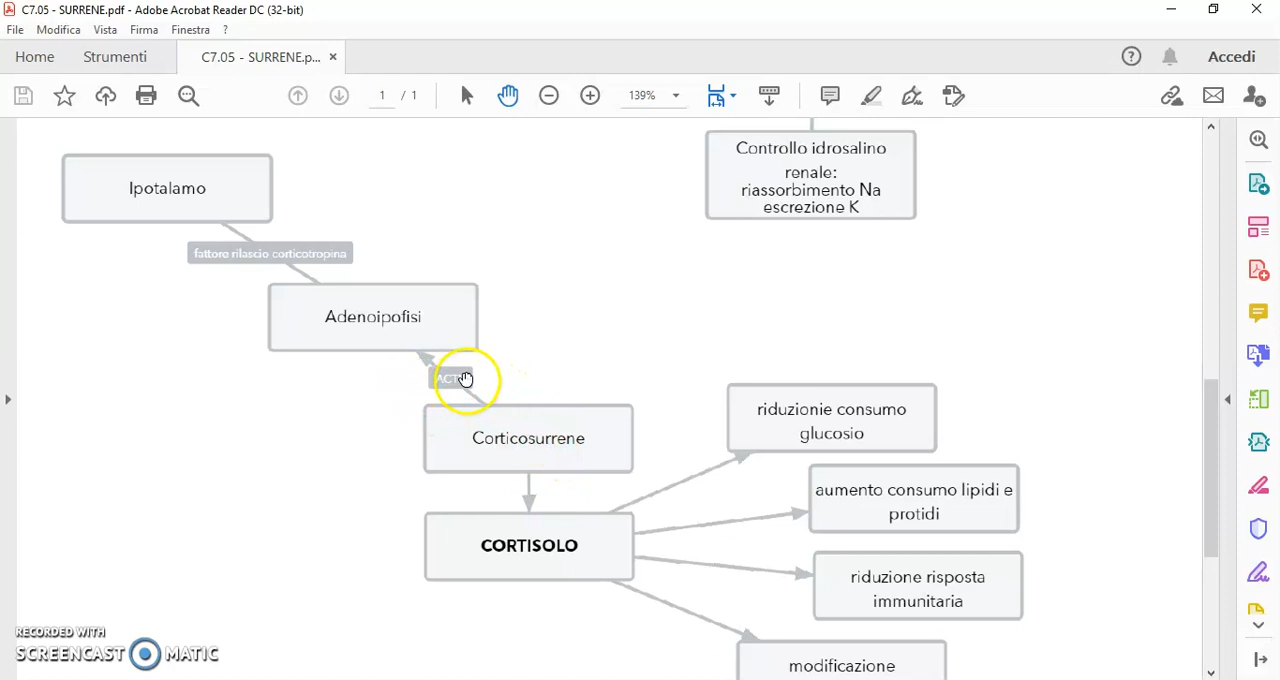 C7.05 - SURRENE.pdf - Adobe Acrobat Reader DC (32-bit)
File Modifica Vista Firma Finestra ?
Home Strumenti C7.05 - SURRENE.p... × Accedi
1 / 1 139%
Controllo idrosalino
renale:
riassorbimento Na
escrezione K
Ipotalamo
fattore rilascio corticotropina
Adenoipofisi
Corticosurrene
riduzionie consumo
glucosio
aumento consumo lipidi e
protidi
CORTISOLO
riduzione risposta
immunitaria
modificazione
RECORDED WITH
SCREENCAST MATIC